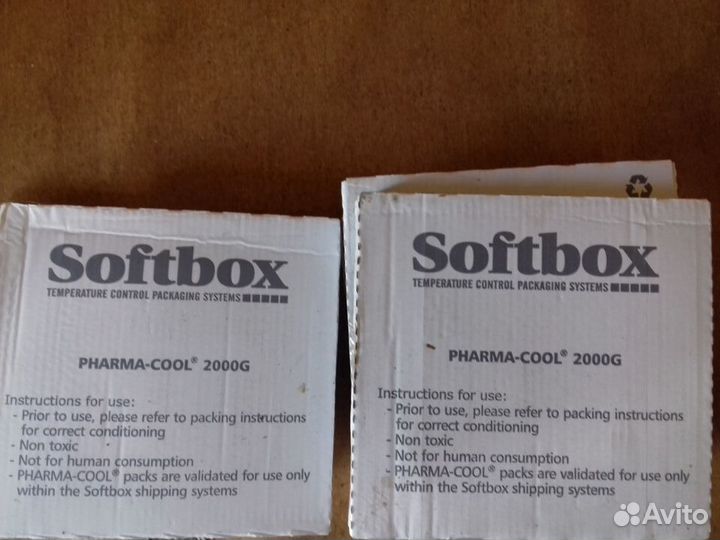 Softbox
TEMPERATURE CONTROL PACKAGING SYSTEMS
PHARMA-COOL® 2000G
Instructions for use:
- Prior to use, please refer to packing instructions
for correct conditioning
- Non toxic
- Not for human consumption
- PHARMA-COOL® packs are validated for use only
within the Softbox shipping systems
Softbox
TEMPERATURE CONTROL PACKAGING SYSTEMS
PHARMA-COOL® 2000G
Instructions for use:
- Prior to use, please refer to packing instructions
for correct conditioning
- Non toxic
- Not for human consumption
- PHARMA-COOL® packs are validated for use only
within the Softbox shipping systems
Avito